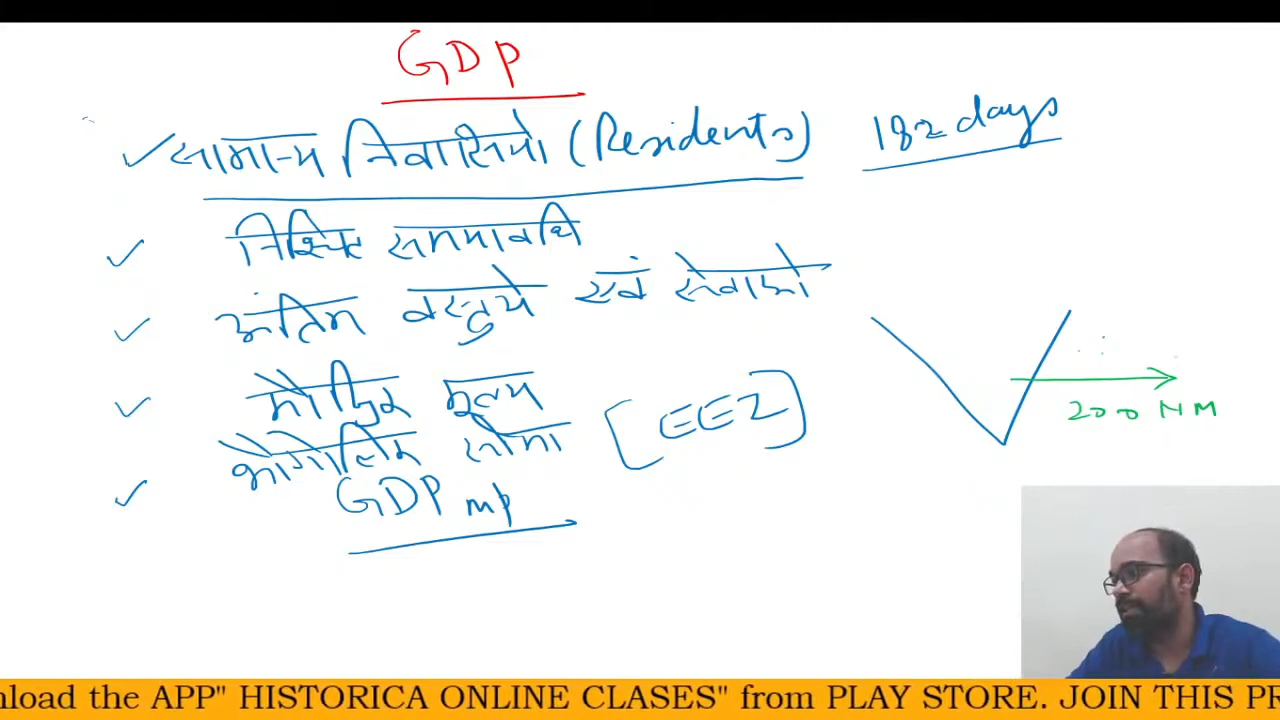 GDP
सामान्य निवासियो (Residents) 182 days
निश्चित समयावधि
अंतिम वस्तुये एवं सेवाओ
मौद्रिक मूल्य
भौगोलिक सीमा [EEZ]
200 NM
GDP mp
nload the APP" HISTORICA ONLINE CLASES" from PLAY STORE. JOIN THIS PR